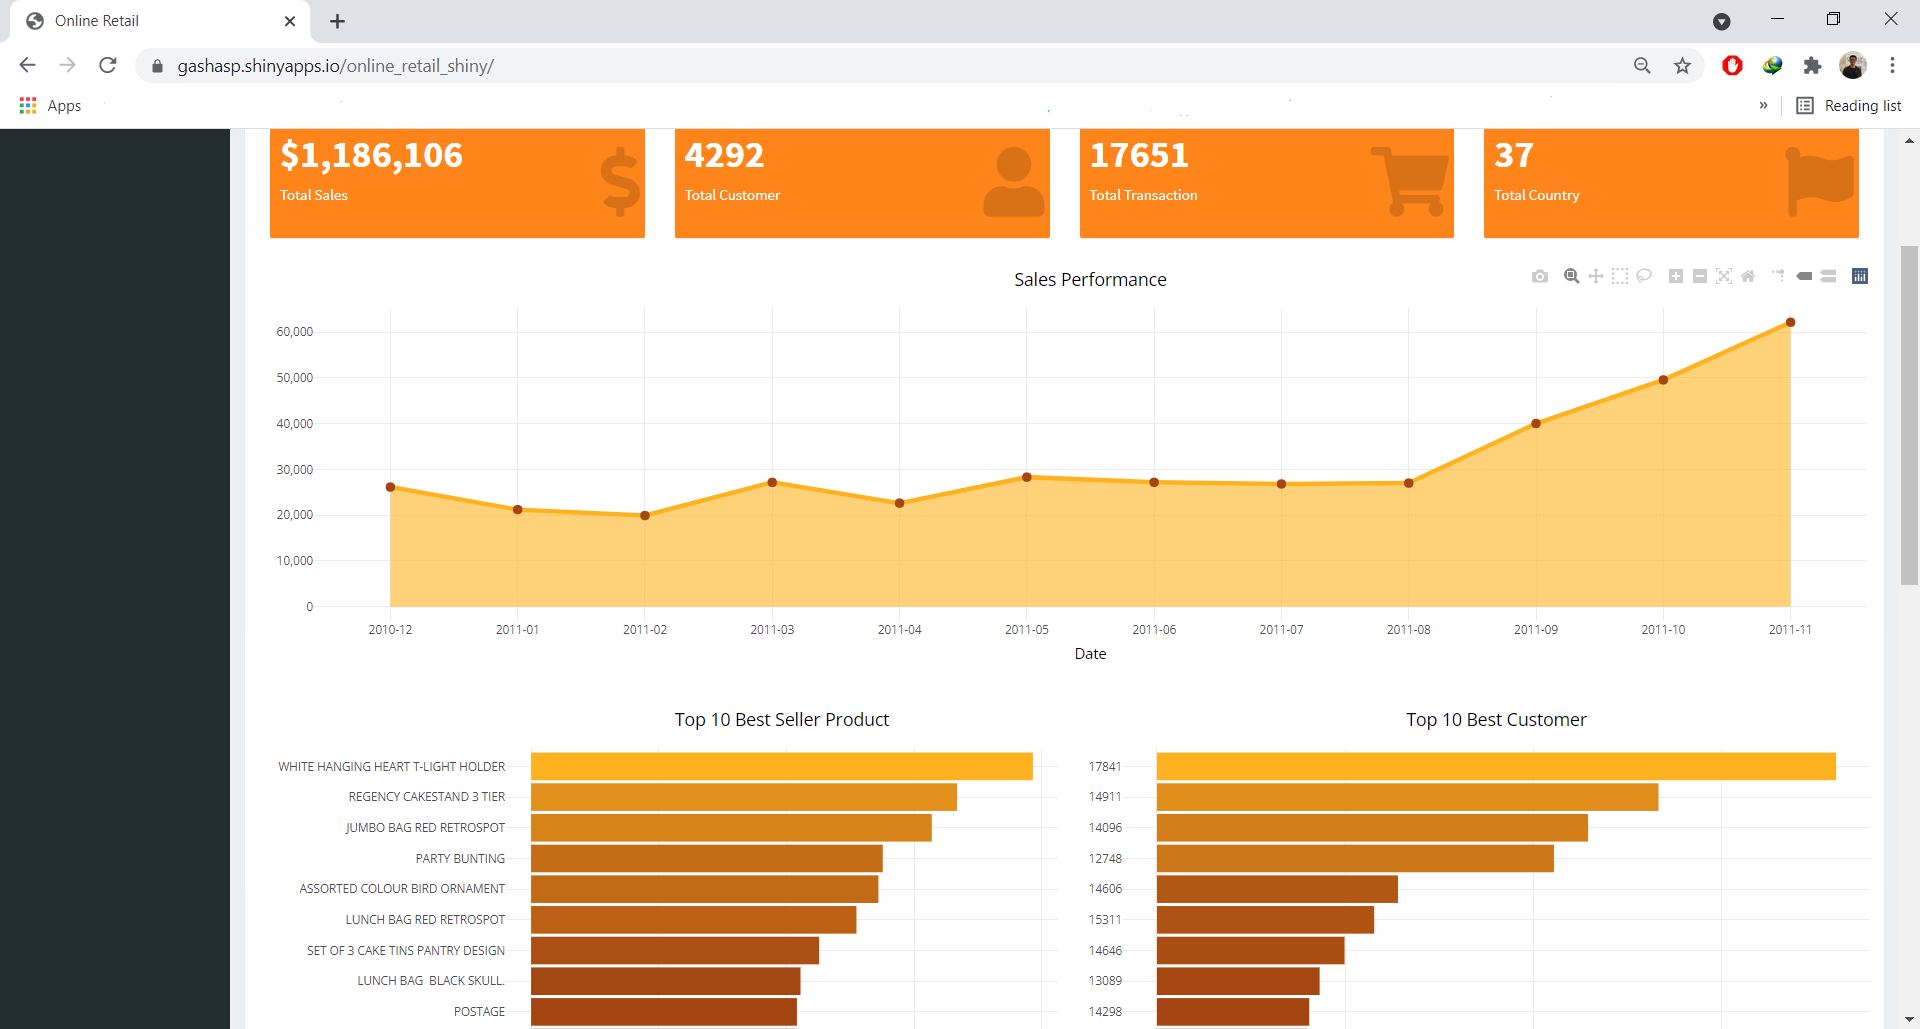 Online Retail
gashasp.shinyapps.io/online_retail_shiny/
Apps
» Reading list
$1,186,106
Total Sales
4292
Total Customer
17651
Total Transaction
37
Total Country
Sales Performance
60,000
50,000
40,000
30,000
20,000
10,000
0
2010-12 2011-01 2011-02 2011-03 2011-04 2011-05 2011-06 2011-07 2011-08 2011-09 2011-10 2011-11
Date
Top 10 Best Seller Product
WHITE HANGING HEART T-LIGHT HOLDER
REGENCY CAKESTAND 3 TIER
JUMBO BAG RED RETROSPOT
PARTY BUNTING
ASSORTED COLOUR BIRD ORNAMENT
LUNCH BAG RED RETROSPOT
SET OF 3 CAKE TINS PANTRY DESIGN
LUNCH BAG  BLACK SKULL.
POSTAGE
Top 10 Best Customer
17841
14911
14096
12748
14606
15311
14646
13089
14298